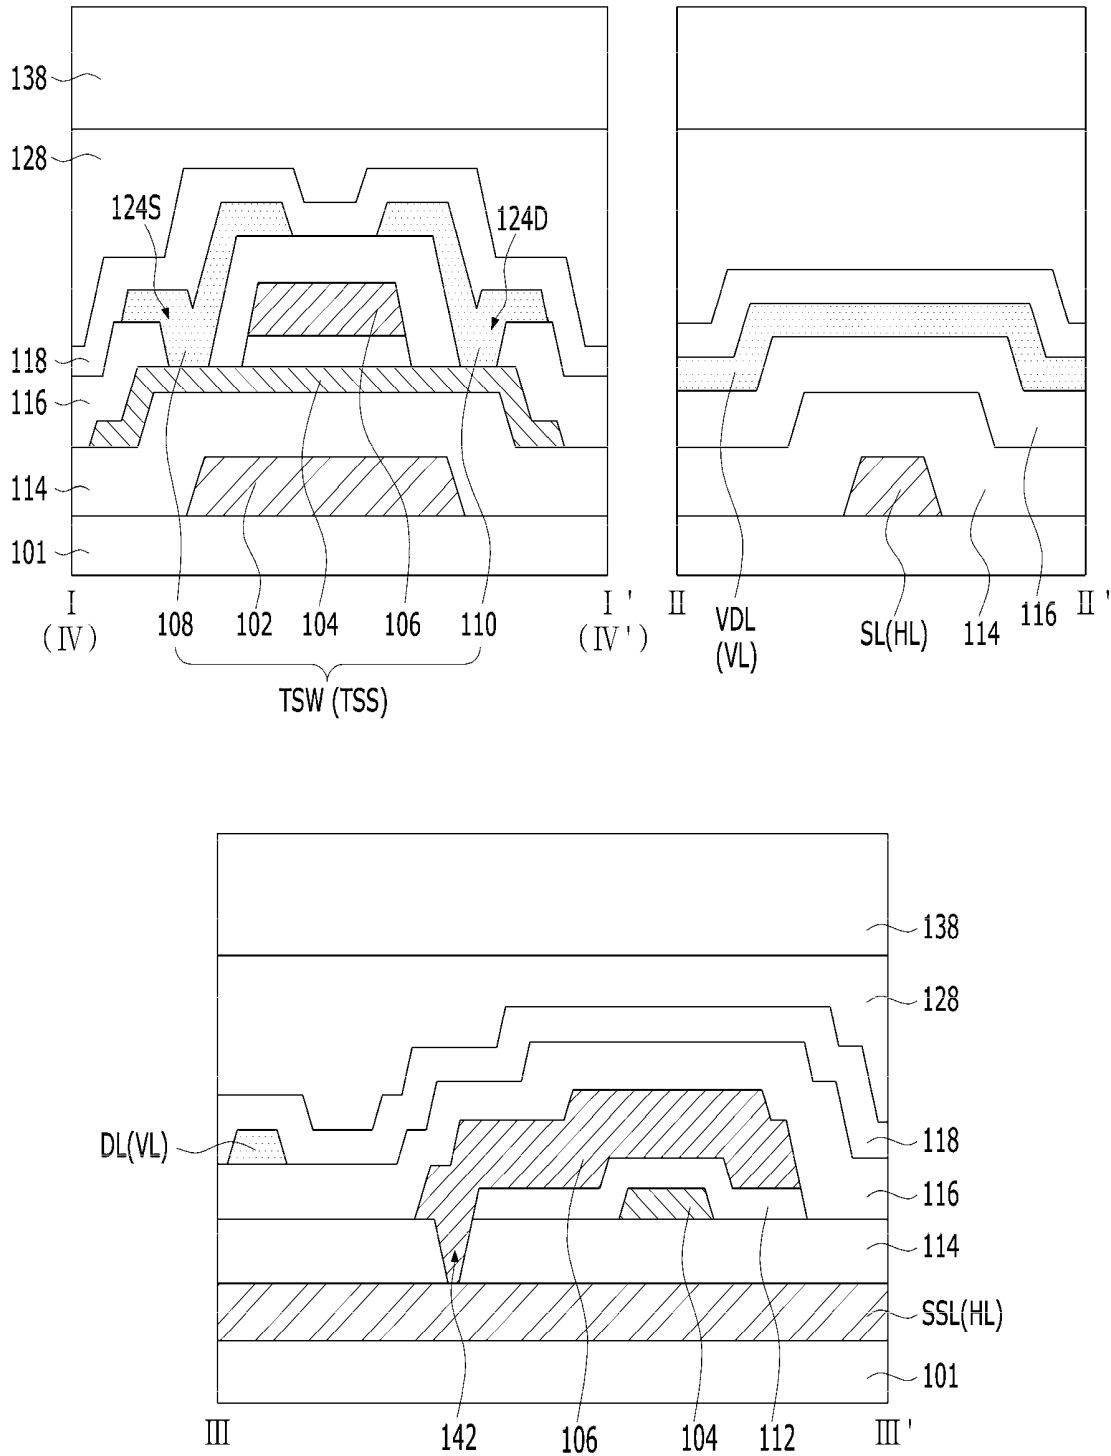 138
128
124S
124D
118
116
114
101
I
(IV)
108
102
104
106
110
I'
(IV')
TSW (TSS)
II
VDL
(VL)
SL(HL)
114
116
II'
138
128
DL(VL)
118
116
114
SSL(HL)
101
III
142
106
104
112
III'